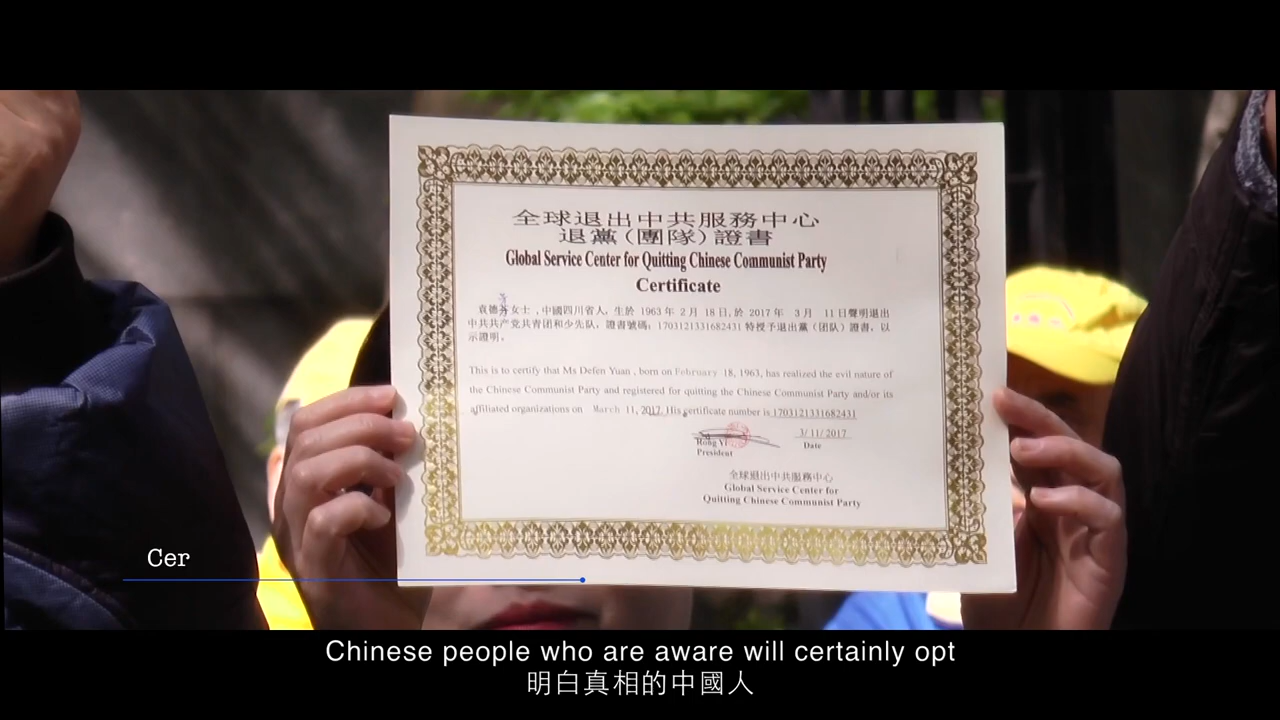 全球退出中共服務中心
退黨(團隊)證書
Global Service Center for Quitting Chinese Communist Party
Certificate
袁德芬女士，中國四川省人，生於 1963 年 2 月 18 日，於 2017 年 3 月 11 日聲明退出
中共共产党共青团和少先队，證書號碼：1703121331682431 特授予退出黨（团队）證書，以
示證明。
This is to certify that Ms Defen Yuan , born on February 18, 1963, has realized the evil nature of
the Chinese Communist Party and registered for quitting the Chinese Communist Party and/or its
affiliated organizations on March 11, 2017. His certificate number is 1703121331682431
3/ 11/ 2017
Rong Yi
Date
President
全球退出中共服務中心
Global Service Center for
Quitting Chinese Communist Party
Cer
Chinese people who are aware will certainly opt
明白真相的中國人